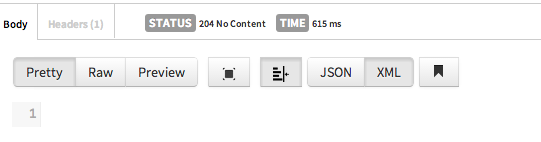 Body Headers (1) STATUS 204 No Content TIME 615 ms
Pretty Raw Preview JSON XML
1